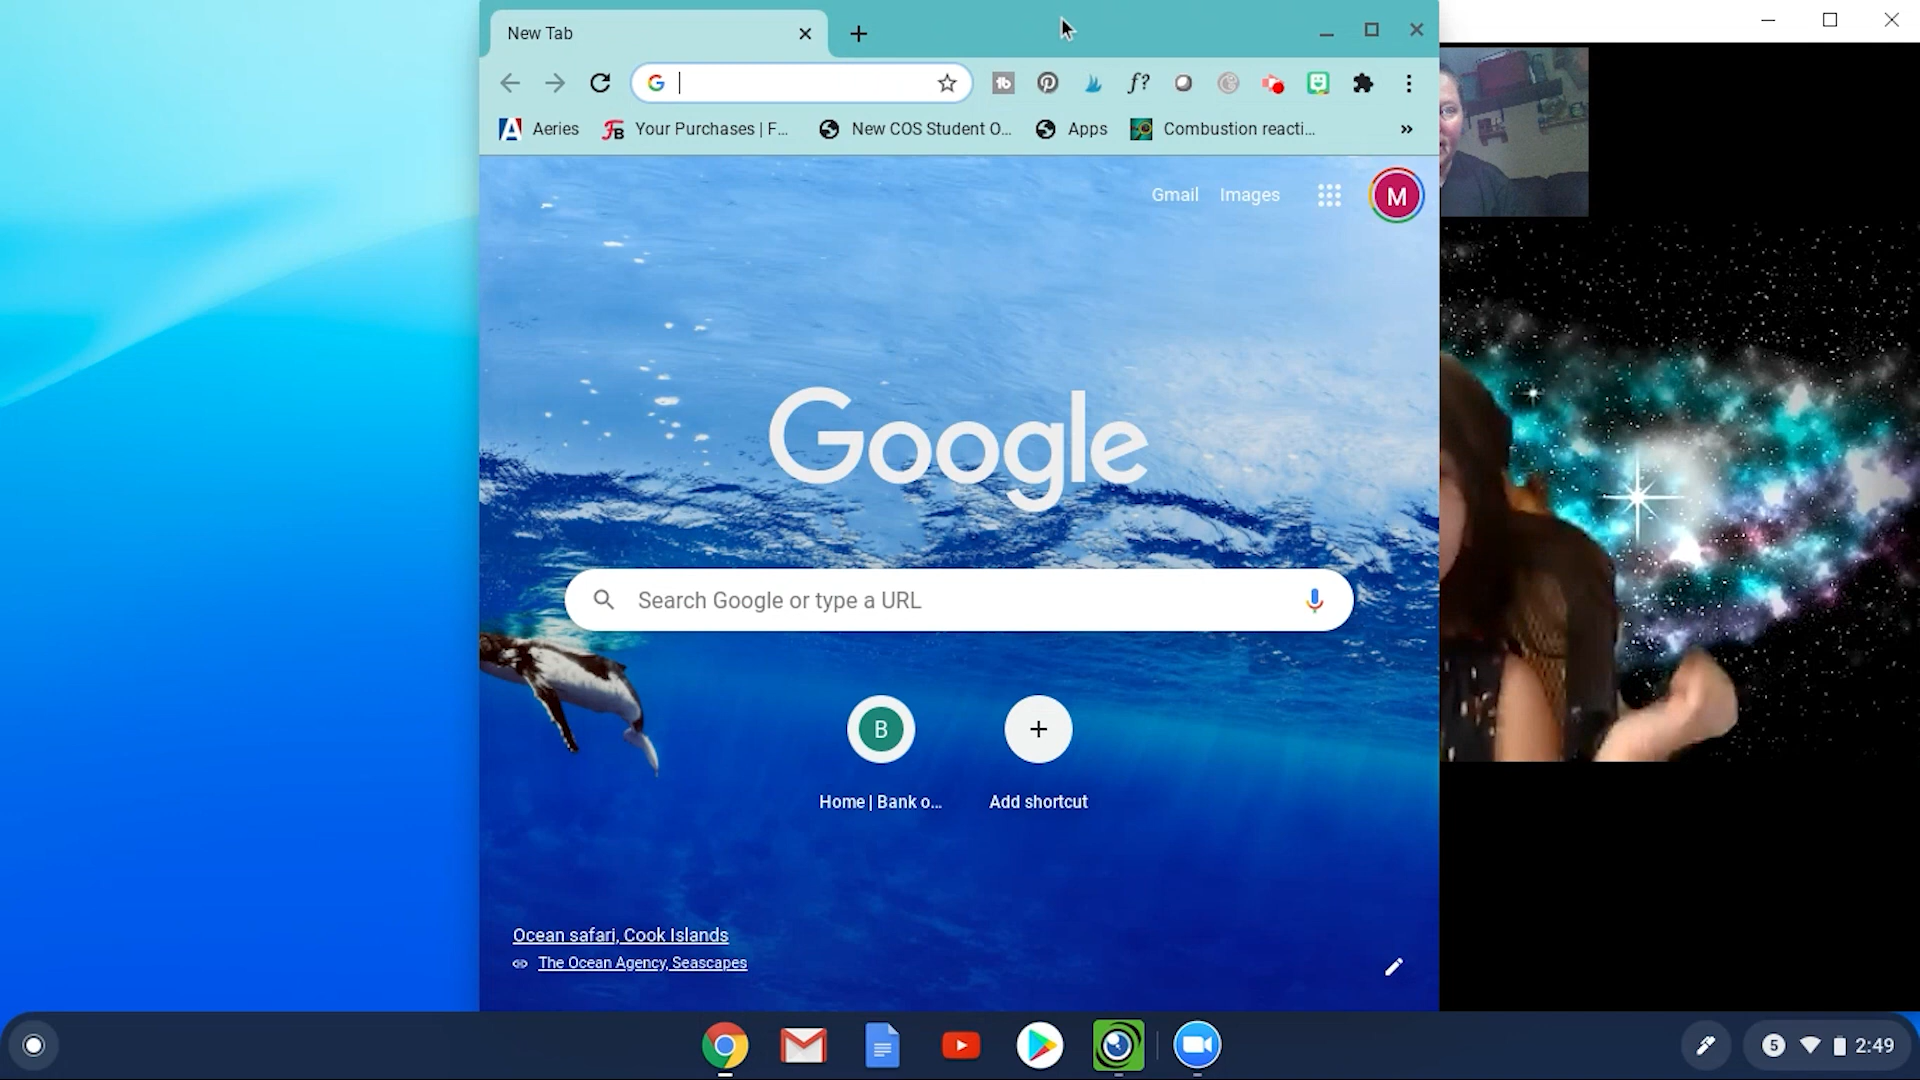 New Tab
Aeries
Your Purchases | F...
New COS Student O...
Apps
Combustion reacti...
Gmail
Images
M
Google
Search Google or type a URL
B
Home | Bank o...
Add shortcut
Ocean safari, Cook Islands
The Ocean Agency, Seascapes
5
2:49